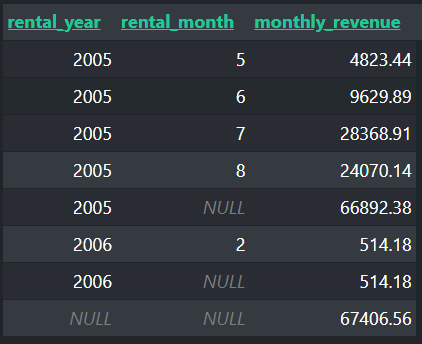 rental_year rental_month monthly_revenue
2005 5 4823.44
2005 6 9629.89
2005 7 28368.91
2005 8 24070.14
2005 NULL 66892.38
2006 2 514.18
2006 NULL 514.18
NULL NULL 67406.56